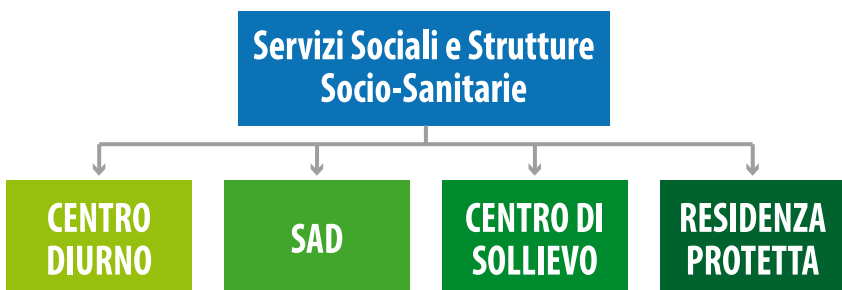 Servizi Sociali e Strutture
Socio-Sanitarie
CENTRO
DIURNO
SAD
CENTRO DI
SOLLIEVO
RESIDENZA
PROTETTA